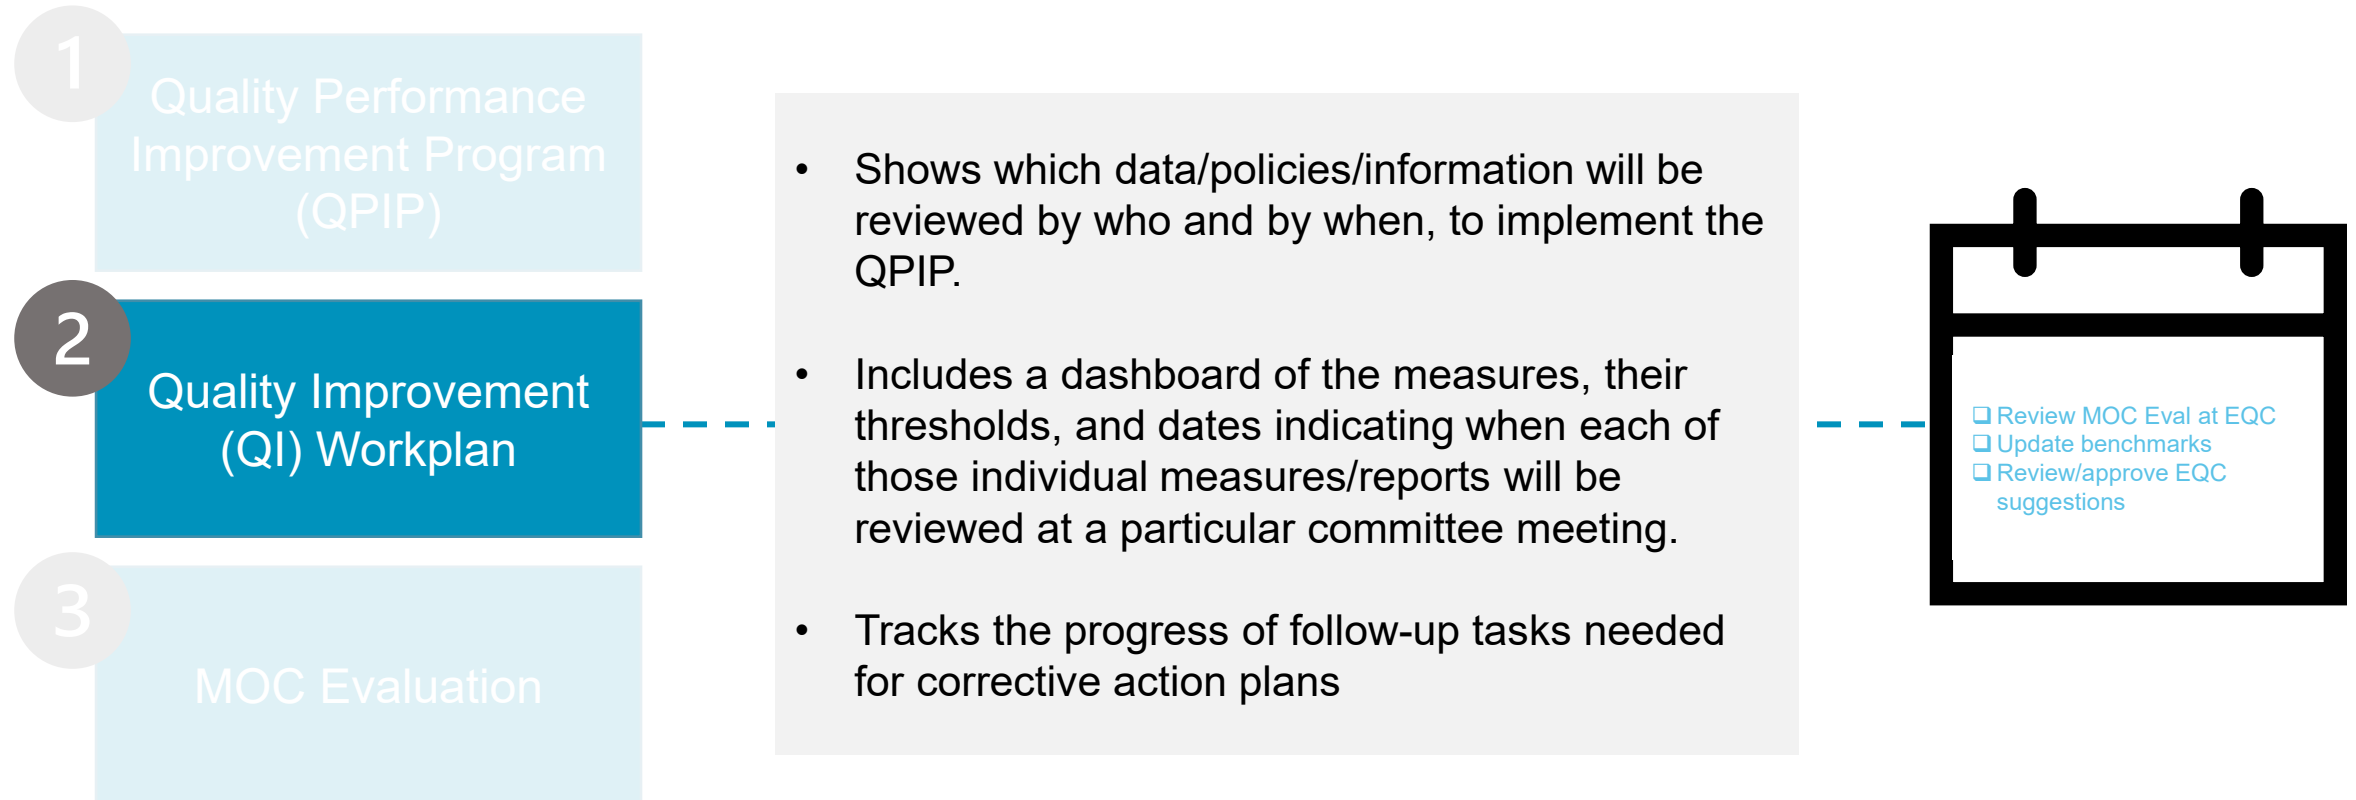 1
Quality Performance
Improvement Program
(QPIP)
2
Quality Improvement
(QI) Workplan
3
MOC Evaluation
• Shows which data/policies/information will be
reviewed by who and by when, to implement the
QPIP.
• Includes a dashboard of the measures, their
thresholds, and dates indicating when each of
those individual measures/reports will be
reviewed at a particular committee meeting.
• Tracks the progress of follow-up tasks needed
for corrective action plans
❑ Review MOC Eval at EQC
❑ Update benchmarks
❑ Review/approve EQC
suggestions